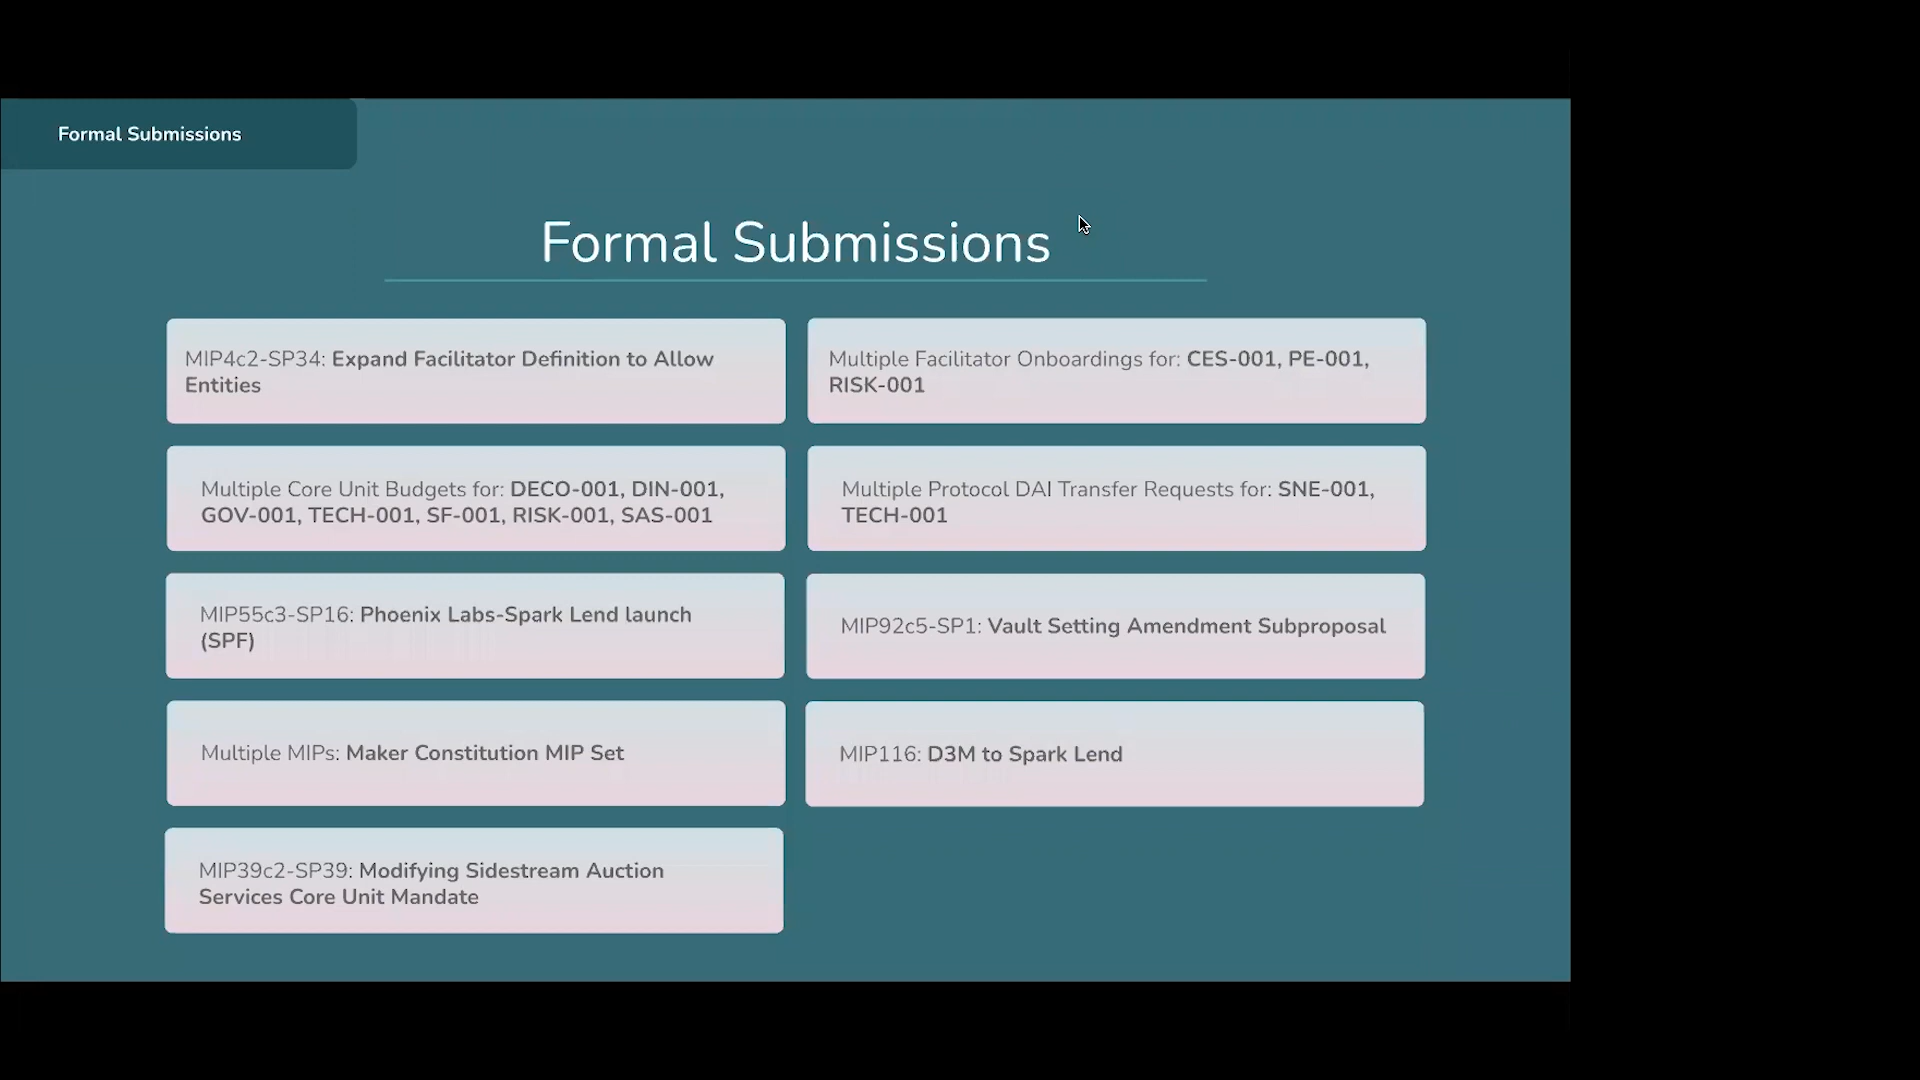 Formal Submissions
Formal Submissions
MIP4c2-SP34: Expand Facilitator Definition to Allow
Entities
Multiple Facilitator Onboardings for: CES-001, PE-001,
RISK-001
Multiple Core Unit Budgets for: DECO-001, DIN-001,
GOV-001, TECH-001, SF-001, RISK-001, SAS-001
Multiple Protocol DAI Transfer Requests for: SNE-001,
TECH-001
MIP55c3-SP16: Phoenix Labs-Spark Lend launch
(SPF)
MIP92c5-SP1: Vault Setting Amendment Subproposal
Multiple MIPs: Maker Constitution MIP Set
MIP116: D3M to Spark Lend
MIP39c2-SP39: Modifying Sidestream Auction
Services Core Unit Mandate